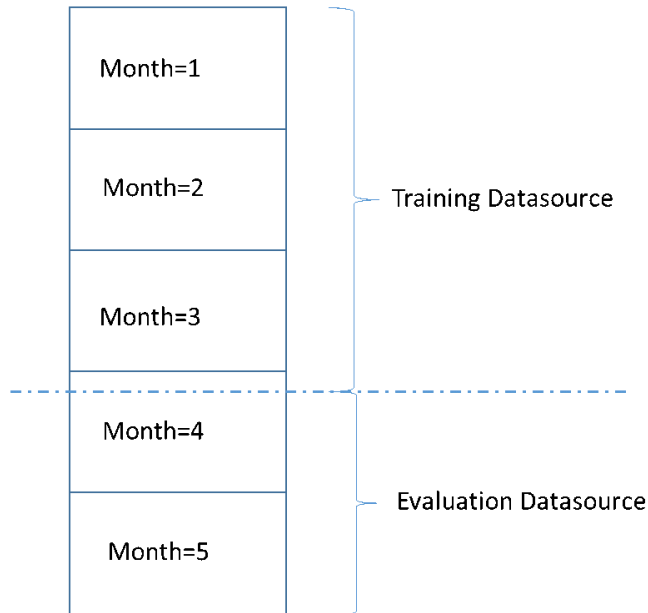 Month=1
Month=2
Training Datasource
Month=3
Month=4
Evaluation Datasource
Month=5